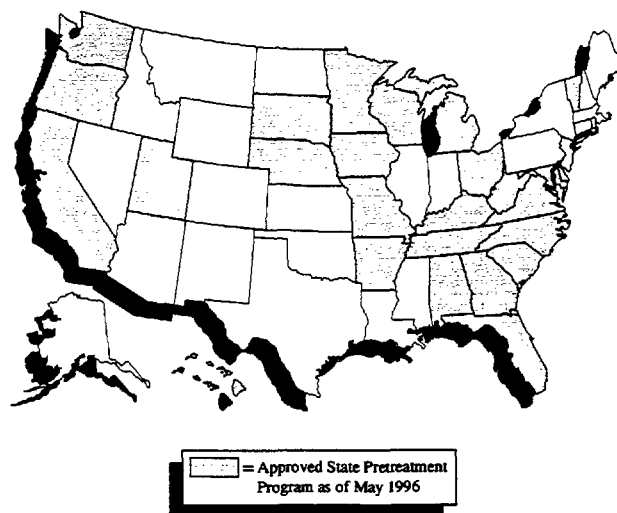 = Approved State Pretreatment
Program as of May 1996